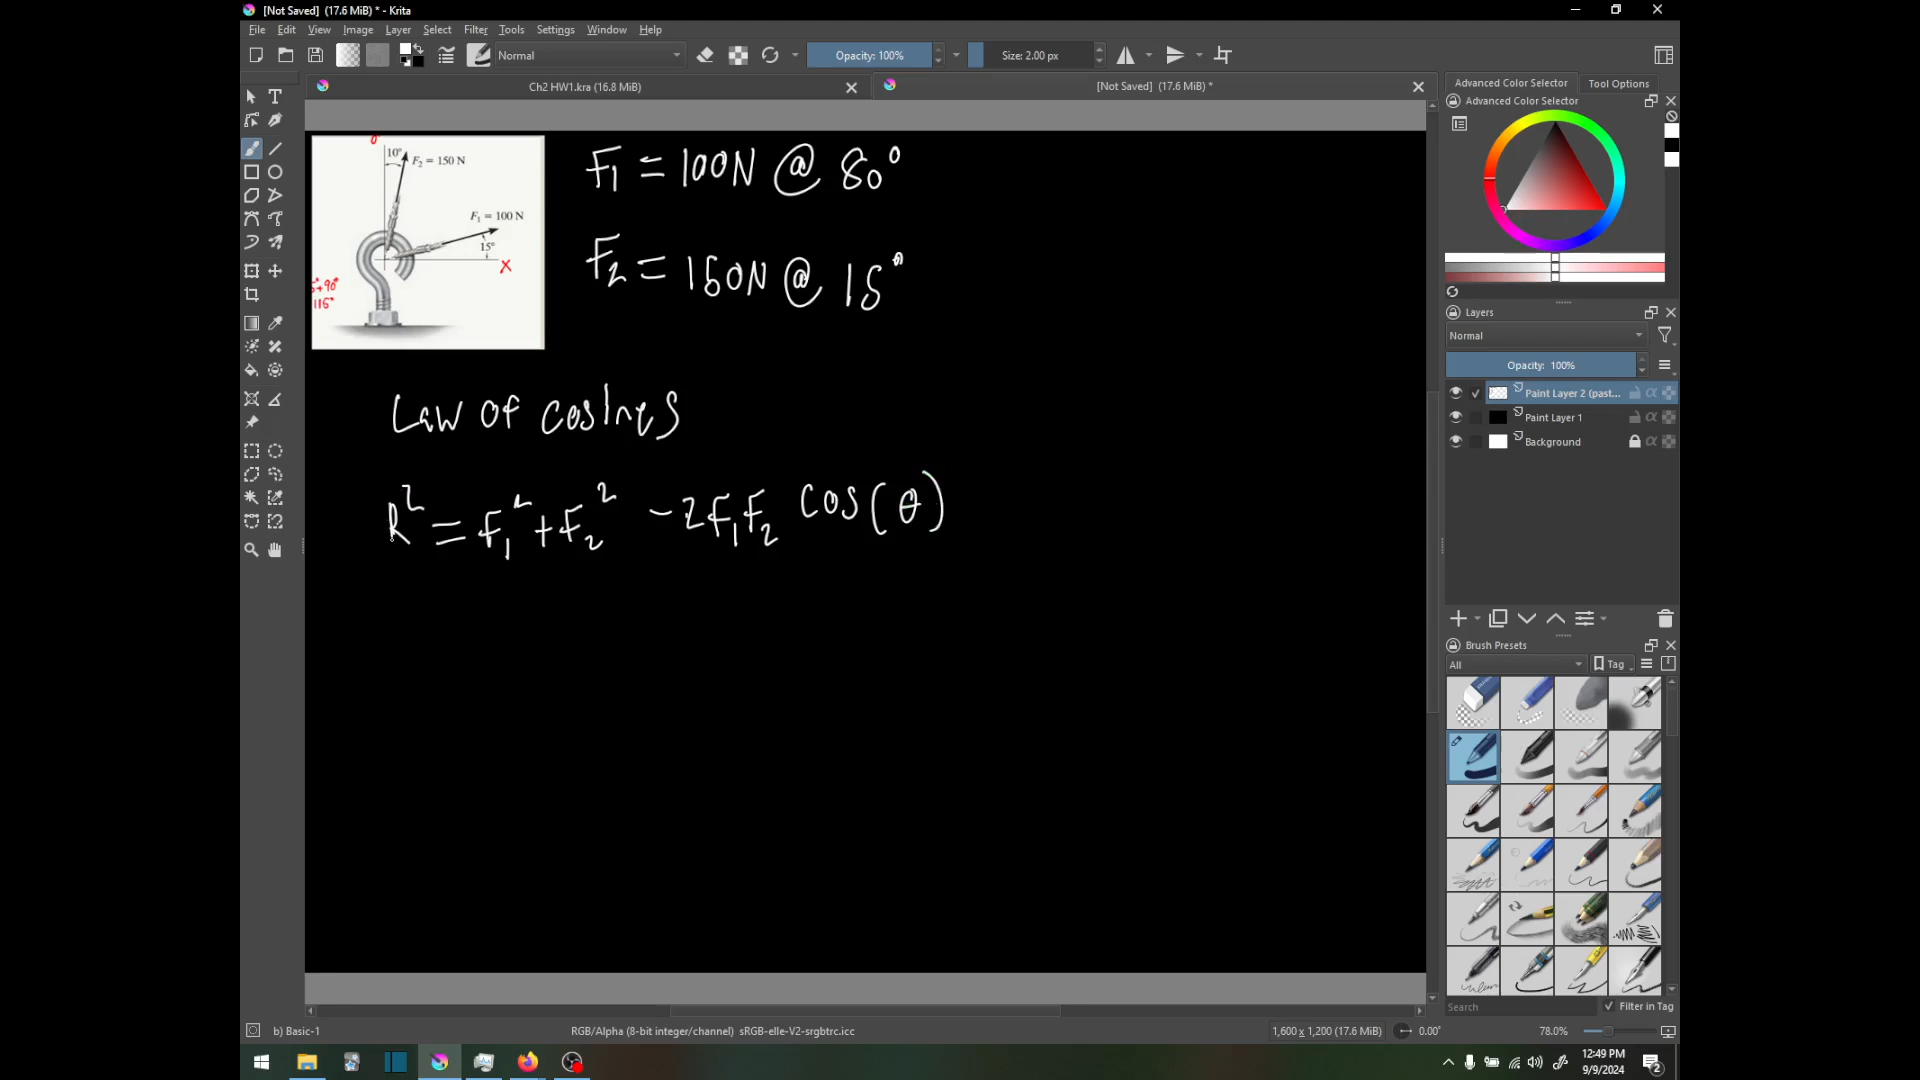 [Not Saved] (17.6 MiB) * - Krita
File Edit View Image Layer Select Filter Tools Settings Window Help
Normal
Opacity: 100%
Size: 2.00 px
Ch2 HW1.kra (16.8 MiB)
[Not Saved] (17.6 MiB) *
Advanced Color Selector Tool Options
Advanced Color Selector
10°
F₂ = 150 N
F₁ = 100 N
15°
X
+90°
115°
F1 = 100N @ 80°
F2 = 150N @ 15°
Law of cosines
R² = F₁² + F₂² - 2F₁F₂ cos(θ)
Layers
Normal
Opacity: 100%
Paint Layer 2 (past...
Paint Layer 1
Background
Brush Presets
All
Tag
Search
Filter in Tag
b) Basic-1
RGB/Alpha (8-bit integer/channel) sRGB-elle-V2-srgbtrc.icc
1,600 x 1,200 (17.6 MiB)
0.00°
78.0%
12:49 PM
9/9/2024
2